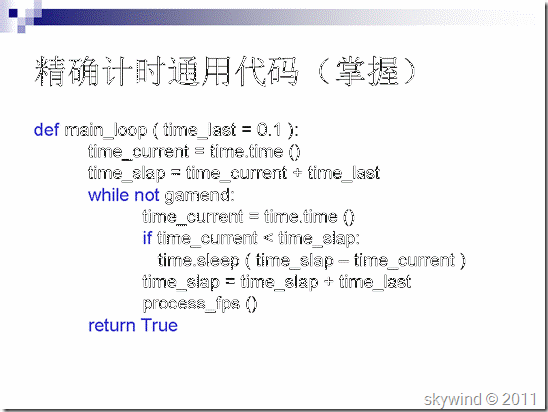 精确计时通用代码（掌握）
def main_loop ( time_last = 0.1 ):
time_current = time.time ()
time_slap = time_current + time_last
while not gamend:
time_current = time.time ()
if time_current < time_slap:
time.sleep ( time_slap – time_current )
time_slap = time_slap + time_last
process_fps ()
return True
skywind © 2011